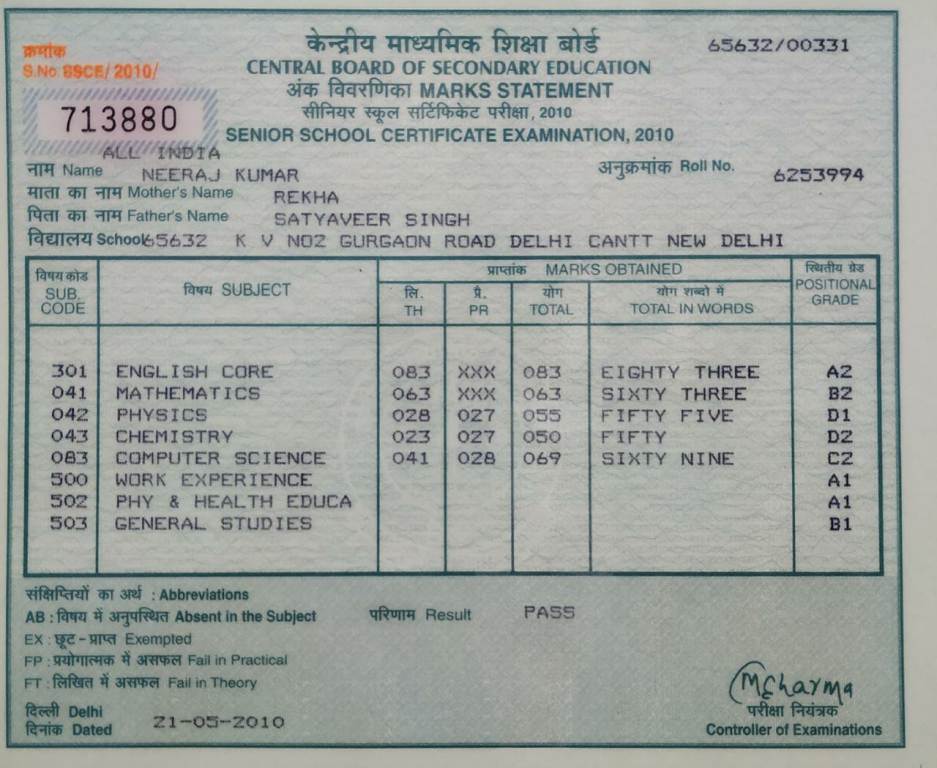 केन्द्रीय माध्यमिक शिक्षा बोर्ड 65632/00331
क्रमांक
S.No. SSCE/ 2010/
CENTRAL BOARD OF SECONDARY EDUCATION
अंक विवरणिका MARKS STATEMENT
713880
सीनियर स्कूल सर्टिफिकेट परीक्षा, 2010
SENIOR SCHOOL CERTIFICATE EXAMINATION, 2010
ALL INDIA
नाम Name NEERAJ KUMAR अनुक्रमांक Roll No. 6253994
माता का नाम Mother's Name REKHA
पिता का नाम Father's Name SATYAVEER SINGH
विद्यालय School 65632 K V NO2 GURGAON ROAD DELHI CANTT NEW DELHI
विषय कोड SUB. CODE विषय SUBJECT प्राप्तांक MARKS OBTAINED स्थितीय ग्रेड POSITIONAL GRADE
लि. TH प्रै. PR योग TOTAL योग शब्दो में TOTAL IN WORDS
301 ENGLISH CORE 083 XXX 083 EIGHTY THREE A2
041 MATHEMATICS 063 XXX 063 SIXTY THREE B2
042 PHYSICS 028 027 055 FIFTY FIVE D1
043 CHEMISTRY 023 027 050 FIFTY D2
083 COMPUTER SCIENCE 041 028 069 SIXTY NINE C2
500 WORK EXPERIENCE A1
502 PHY & HEALTH EDUCA A1
503 GENERAL STUDIES B1
संक्षिप्तियों का अर्थ : Abbreviations
AB : विषय में अनुपस्थित Absent in the Subject परिणाम Result PASS
EX : छूट - प्राप्त Exempted
FP : प्रयोगात्मक में असफल Fail in Practical
FT : लिखित में असफल Fail in Theory
परीक्षा नियंत्रक
दिल्ली Delhi
दिनांक Dated 21-05-2010 Controller of Examinations